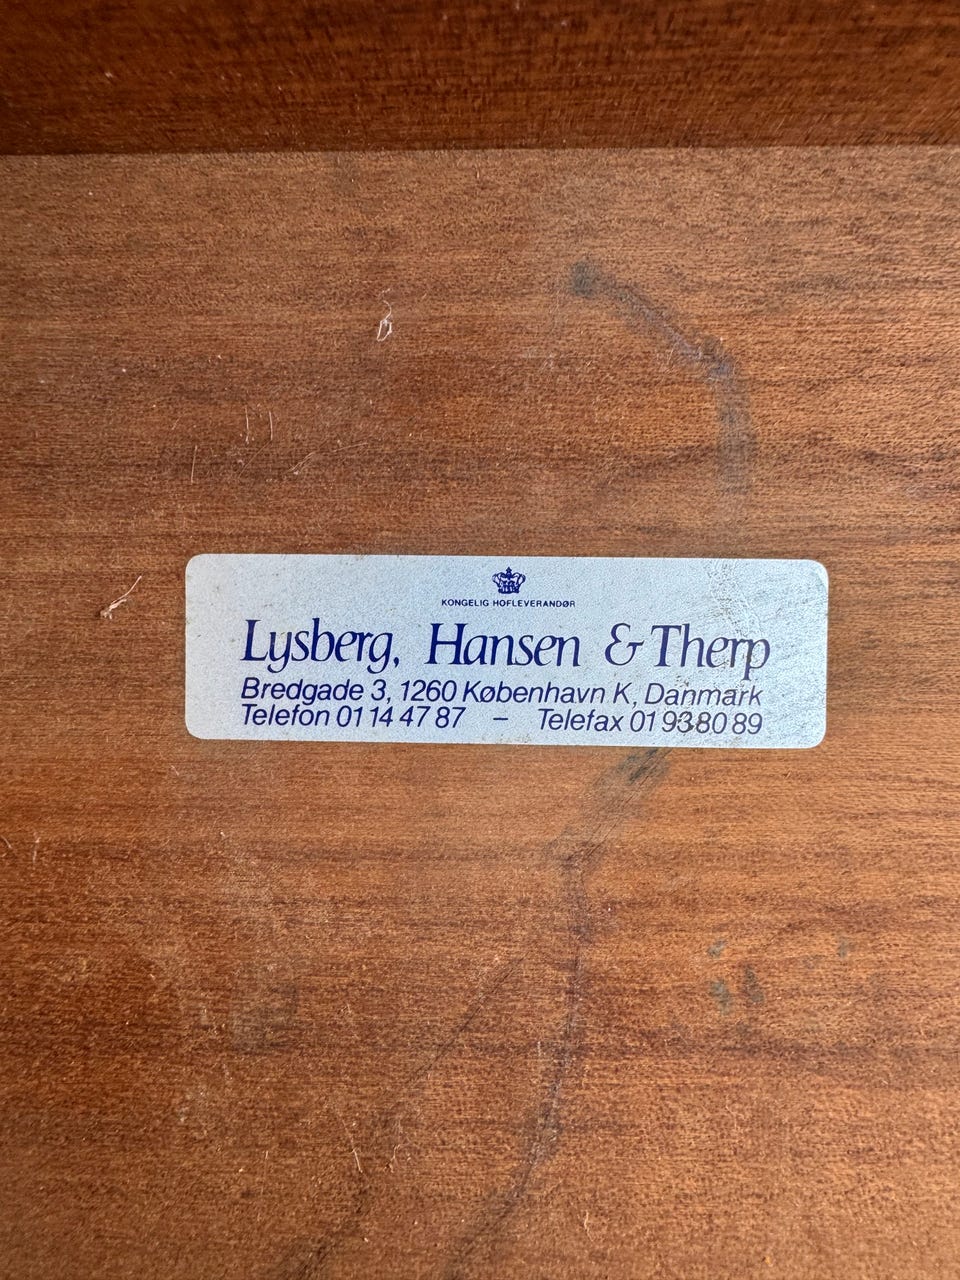 KONGELIG HOFLEVERANDØR
Lysberg, Hansen & Therp
Bredgade 3, 1260 København K, Danmark
Telefon 01 14 47 87 – Telefax 01 93 80 89